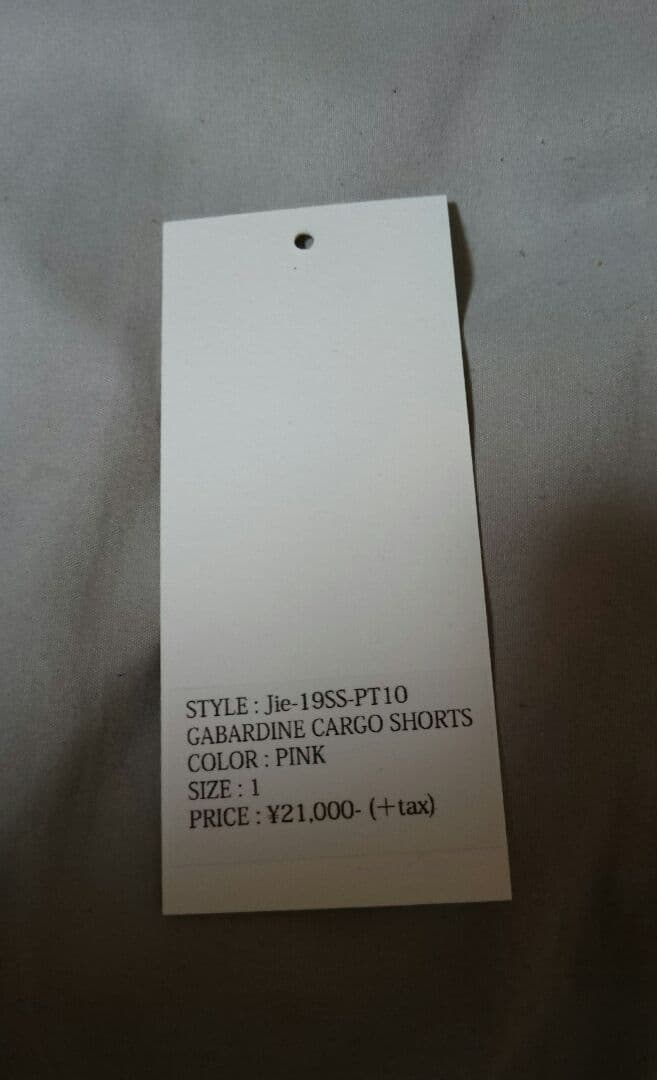 STYLE : Jie-19SS-PT10
GABARDINE CARGO SHORTS
COLOR : PINK
SIZE : 1
PRICE : ¥21,000- (+tax)